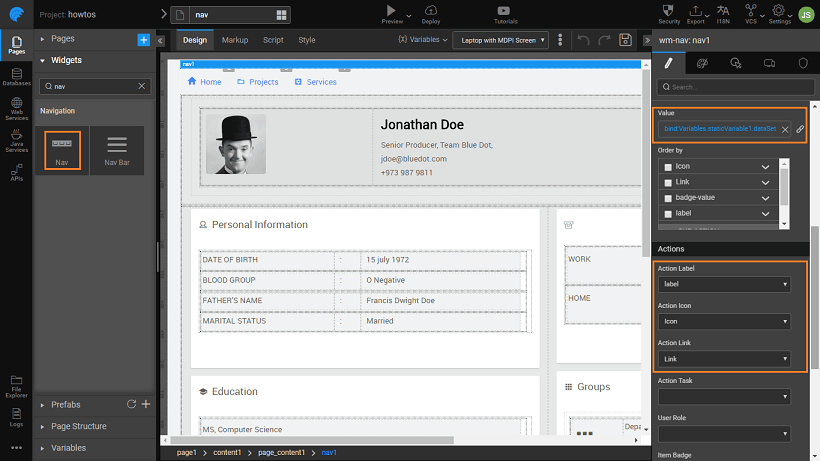 Project: howtos
nav
Preview
Deploy
Tutorials
Security
Export
I18N
VCS
Settings
JS
Pages
Databases
Web
Services
Java
Services
APIs
File
Explorer
Logs
Pages
Widgets
nav
Navigation
Nav
Nav Bar
Prefabs
Page Structure
Variables
Design
Markup
Script
Style
{x} Variables
Laptop with MDPI Screen
nav1
Home
Projects
Services
Jonathan Doe
Senior Producer, Team Blue Dot,
jdoe@bluedot.com
+973 987 9811
Personal Information
DATE OF BIRTH : 15 july 1972
BLOOD GROUP : O Negative
FATHER'S NAME : Francis Dwight Doe
MARITAL STATUS : Married
WORK
HOME
Education
MS, Computer Science
Groups
Depa
page1 > content1 > page_content1 > nav1
wm-nav: nav1
Search...
Value
bind:Variables.staticVariable1.dataSet
Order by
Icon
Link
badge-value
label
Actions
Action Label
label
Action Icon
Icon
Action Link
Link
Action Task
User Role
Item Badge